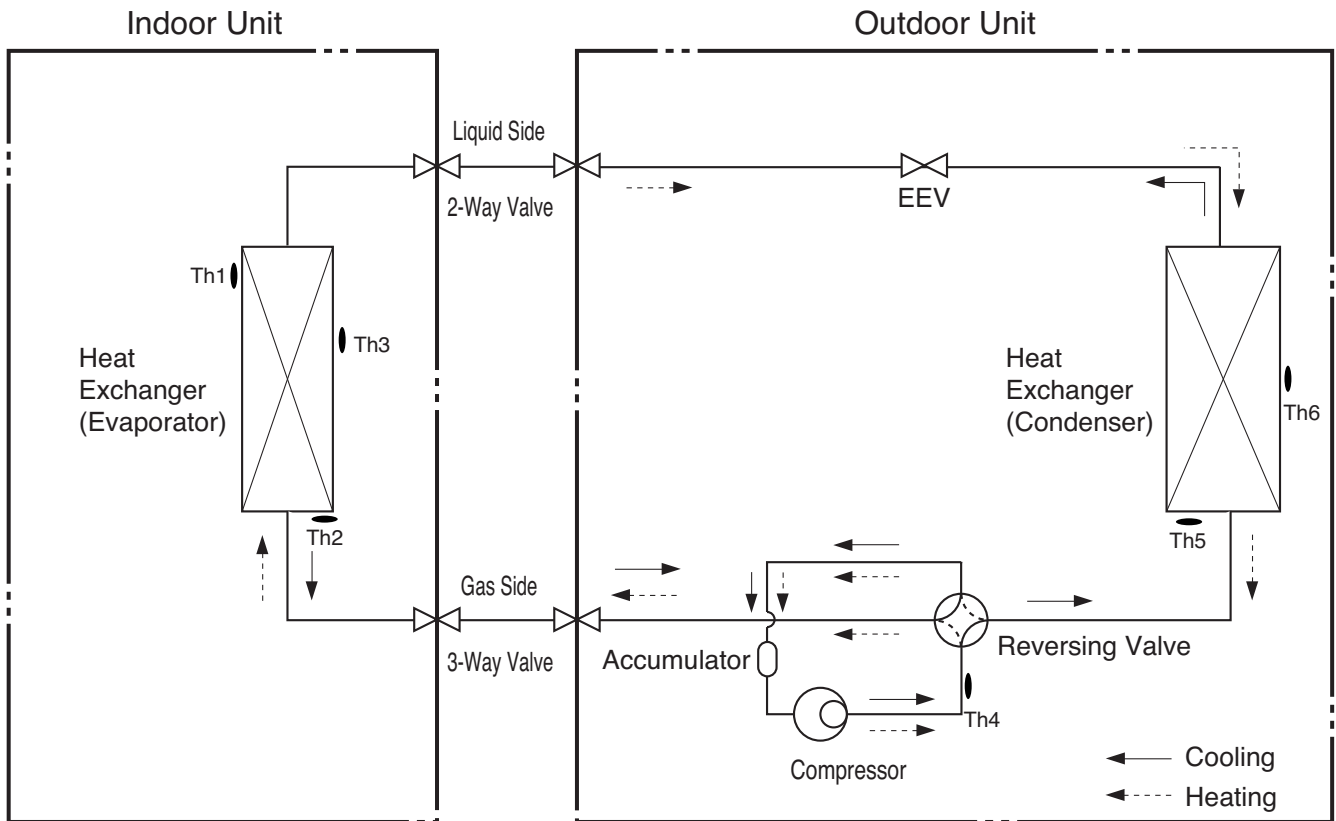 Indoor Unit
Outdoor Unit
Liquid Side
2-Way Valve
EEV
Th1
Th3
Heat
Exchanger
(Evaporator)
Th2
Heat
Exchanger
(Condenser)
Th6
Th5
Gas Side
3-Way Valve
Accumulator
Reversing Valve
Th4
Compressor
Cooling
Heating